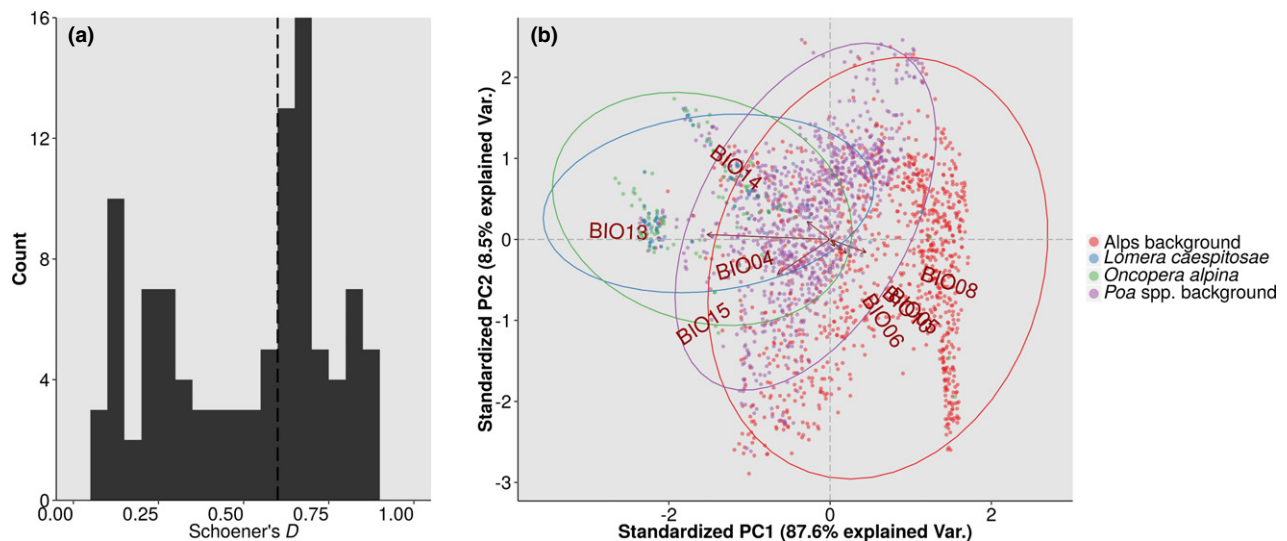 (a)
16
12
8
4
0
Count
0.00
0.25
0.50
0.75
1.00
Schoener's D
(b)
2
1
0
-1
-2
-3
Standardized PC2 (8.5% explained Var.)
BIO14
BIO13
BIO04
BIO15
BIO08
BIO05
BIO06
-2
0
2
Standardized PC1 (87.6% explained Var.)
Alps background
Lomera caespitosae
Oncopera alpina
Poa spp. background